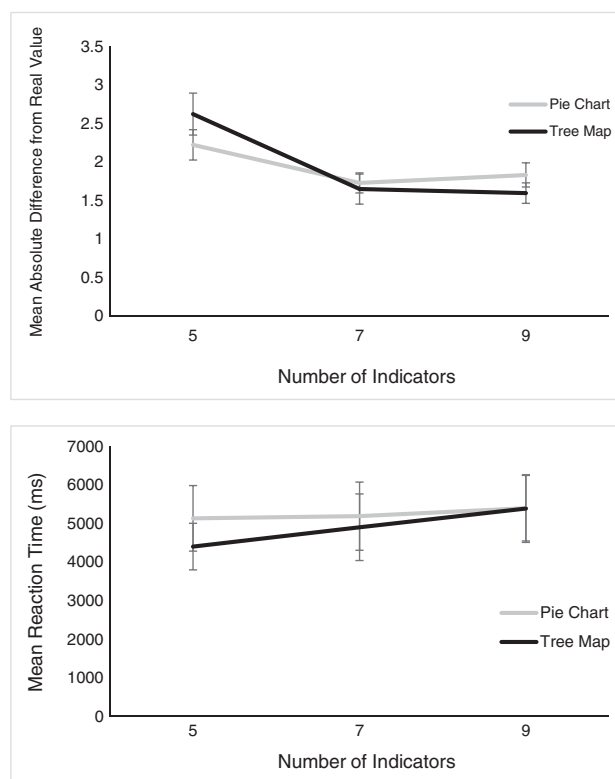 Mean Absolute Difference from Real Value
3.5
3
2.5
2
1.5
1
0.5
0
5
7
9
Number of Indicators
Pie Chart
Tree Map
Mean Reaction Time (ms)
7000
6000
5000
4000
3000
2000
1000
0
5
7
9
Number of Indicators
Pie Chart
Tree Map